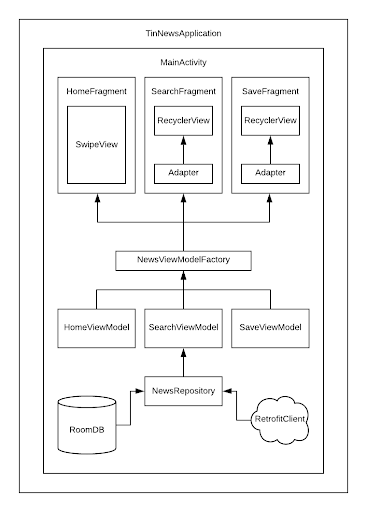 TinNewsApplication
MainActivity
HomeFragment
SearchFragment
SaveFragment
SwipeView
RecyclerView
RecyclerView
Adapter
Adapter
NewsViewModelFactory
HomeViewModel
SearchViewModel
SaveViewModel
NewsRepository
RoomDB
RetrofitClient